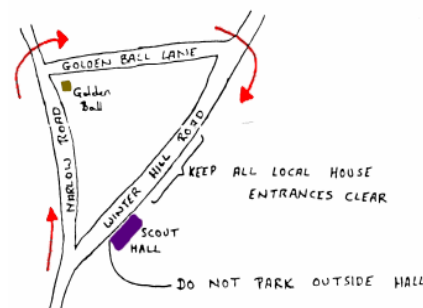 GOLDEN BALL LANE
Golden
Ball
MARLOW ROAD
WINTER HILL ROAD
KEEP ALL LOCAL HOUSE
ENTRANCES CLEAR
SCOUT
HALL
DO NOT PARK OUTSIDE HALL